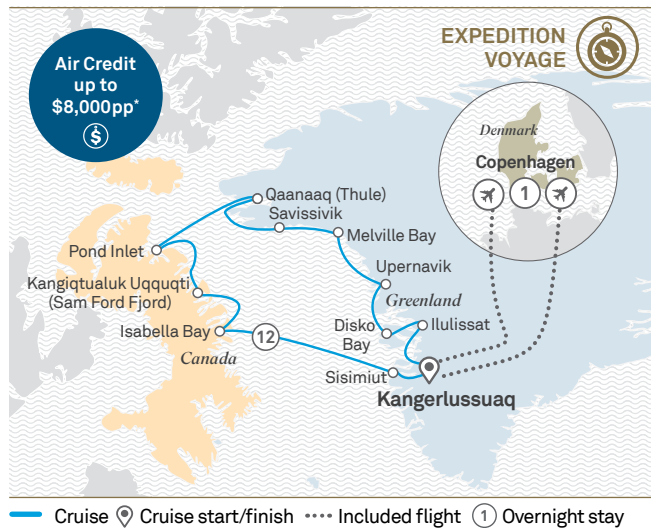 EXPEDITION
VOYAGE
Air Credit
up to
$8,000pp*
$
Denmark
Copenhagen
1
Qaanaaq (Thule)
Savissivik
Melville Bay
Pond Inlet
Upernavik
Kangiqtualuk Uqquqti
(Sam Ford Fjord)
Greenland
Isabella Bay
12
Disko
Bay
Ilulissat
Canada
Sisimiut
Kangerlussuaq
Cruise
Cruise start/finish
Included flight
1 Overnight stay